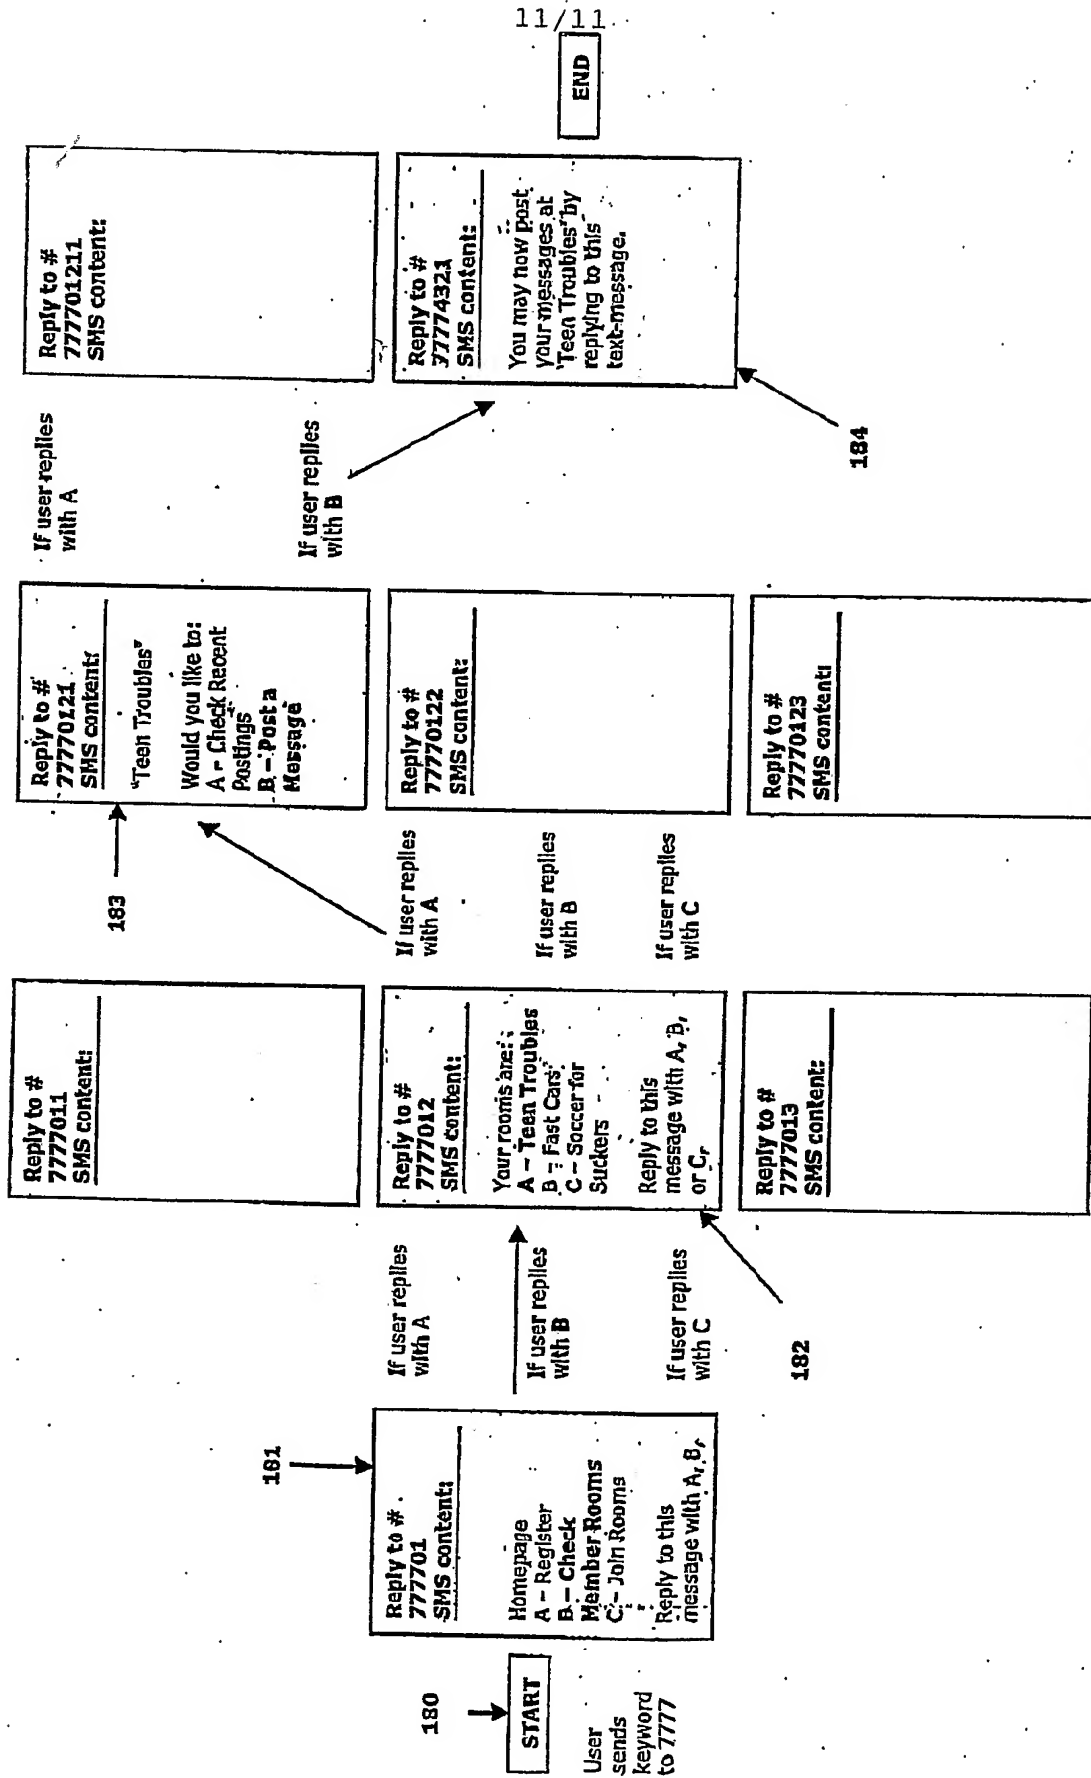 11/11
180
START
User
sends
keyword
to 7777
181
Reply to #
777701
SMS content:
Homepage
A – Register
B – Check
Member Rooms
C – Join Rooms
Reply to this
message with A, B,
If user replies
with A
If user replies
with B
If user replies
with C
182
Reply to #
7777011
SMS content:
Reply to #
7777012
SMS content:
Your rooms are:
A – Teen Troubles
B – Fast Cars
C – Soccer for
Suckers
Reply to this
message with A, B,
or C,
Reply to #
7777013
SMS content:
183
If user replies
with A
If user replies
with B
If user replies
with C
Reply to #
77770121
SMS content:
"Teen Troubles"
Would you like to:
A – Check Recent
Postings
B – Post a
Message
Reply to #
77770122
SMS content:
Reply to #
77770123
SMS content:
If user replies
with A
If user replies
with B
184
Reply to #
777701211
SMS content:
Reply to #
77774321
SMS content:
You may now post
your messages at
"Teen Troubles" by
replying to this
text-message.
END